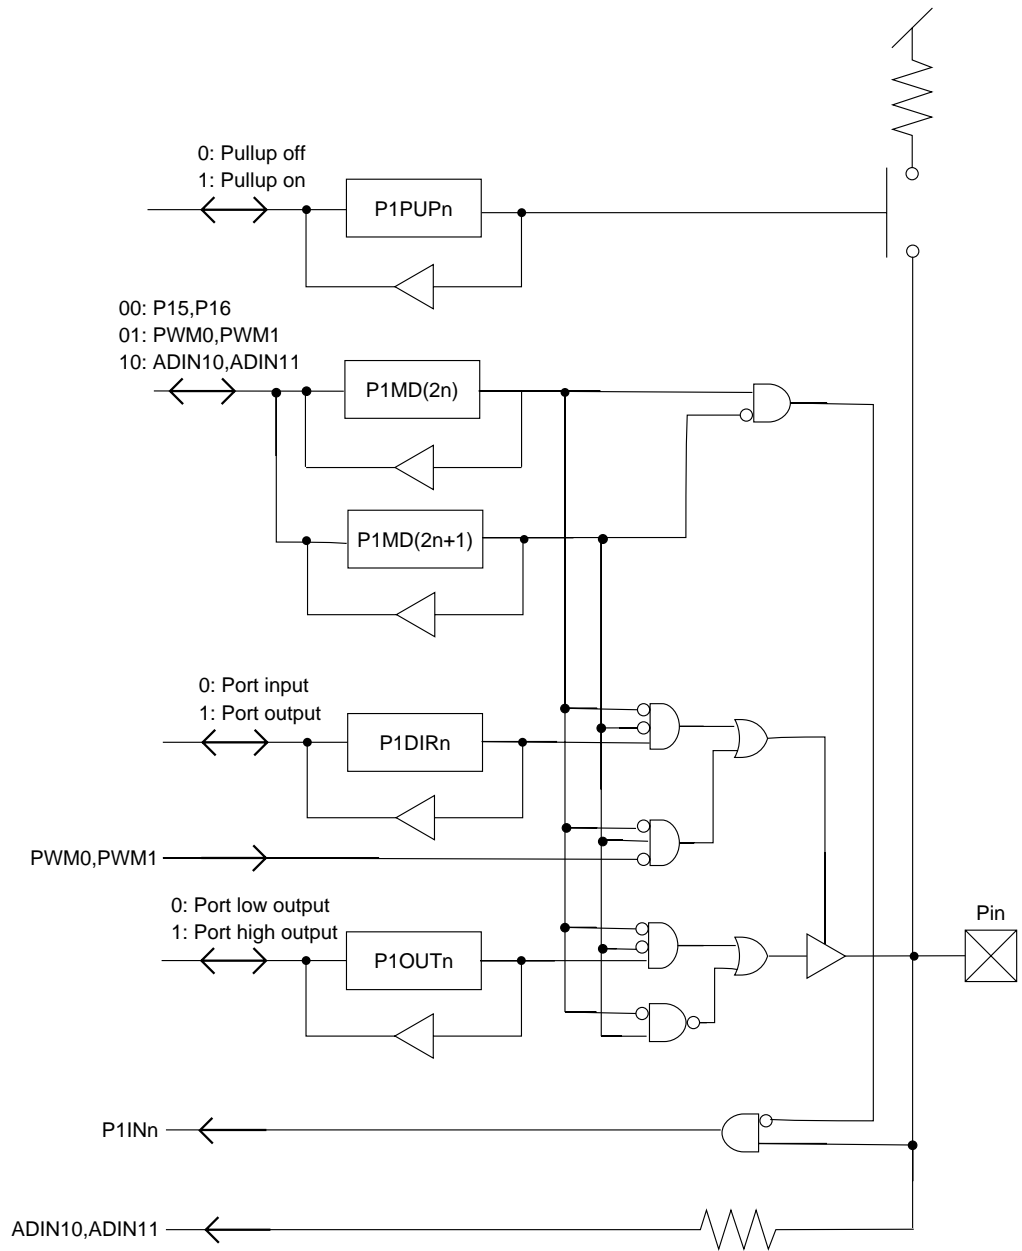 0: Pullup off
1: Pullup on
P1PUPn
00: P15,P16
01: PWM0,PWM1
10: ADIN10,ADIN11
P1MD(2n)
P1MD(2n+1)
0: Port input
1: Port output
P1DIRn
PWM0,PWM1
0: Port low output
1: Port high output
P1OUTn
Pin
P1INn
ADIN10,ADIN11